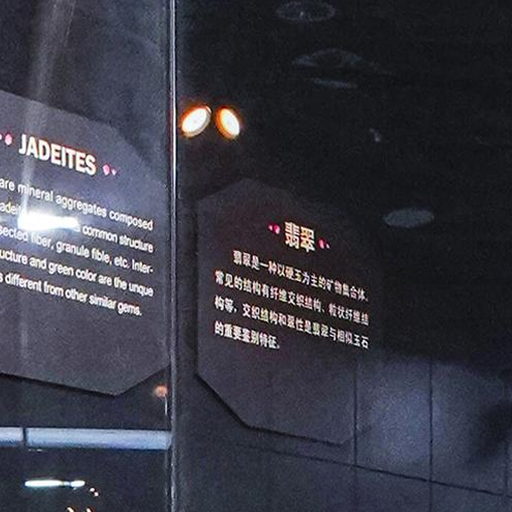 JADEITES
are mineral aggregates composed
common structure
fiber, granule fible, etc. Inter-
ucture and green color are the unique
s different from other similar gems.
翡翠
翡翠是一种以硬玉为主的矿物集合体，
常见的结构有纤维交织结构、粒状纤维结
构等，交织结构和翠性是翡翠与相似玉石
的重要鉴别特征。